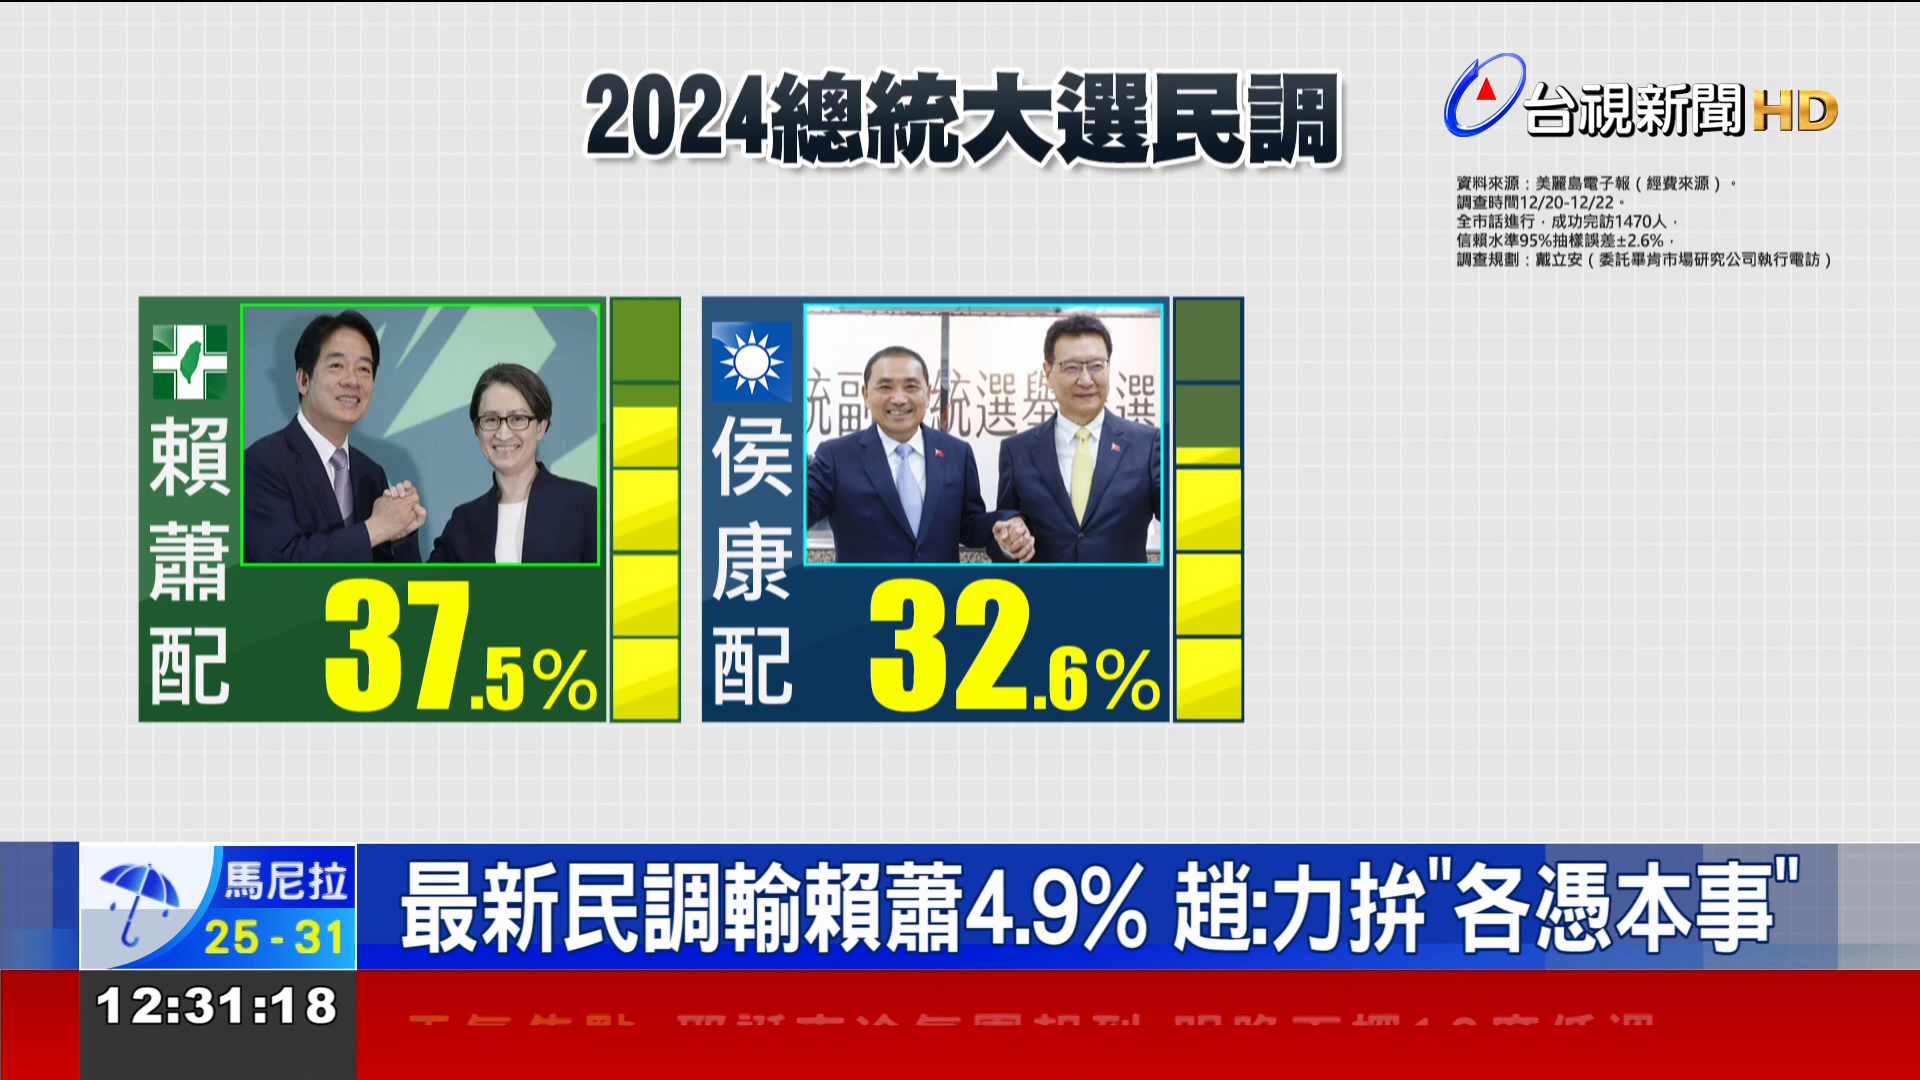 2024總統大選民調
台視新聞HD
資料來源：美麗島電子報（經費來源）。
調查時間12/20-12/22。
全市話進行，成功完訪1470人，
信賴水準95%抽樣誤差±2.6%，
調查規劃：戴立安（委託畢肯市場研究公司執行電訪）
賴蕭配
37.5%
侯康配
32.6%
統副 統選舉 選
馬尼拉
25-31
最新民調輸賴蕭4.9% 趙:力拚"各憑本事"
12:31:18